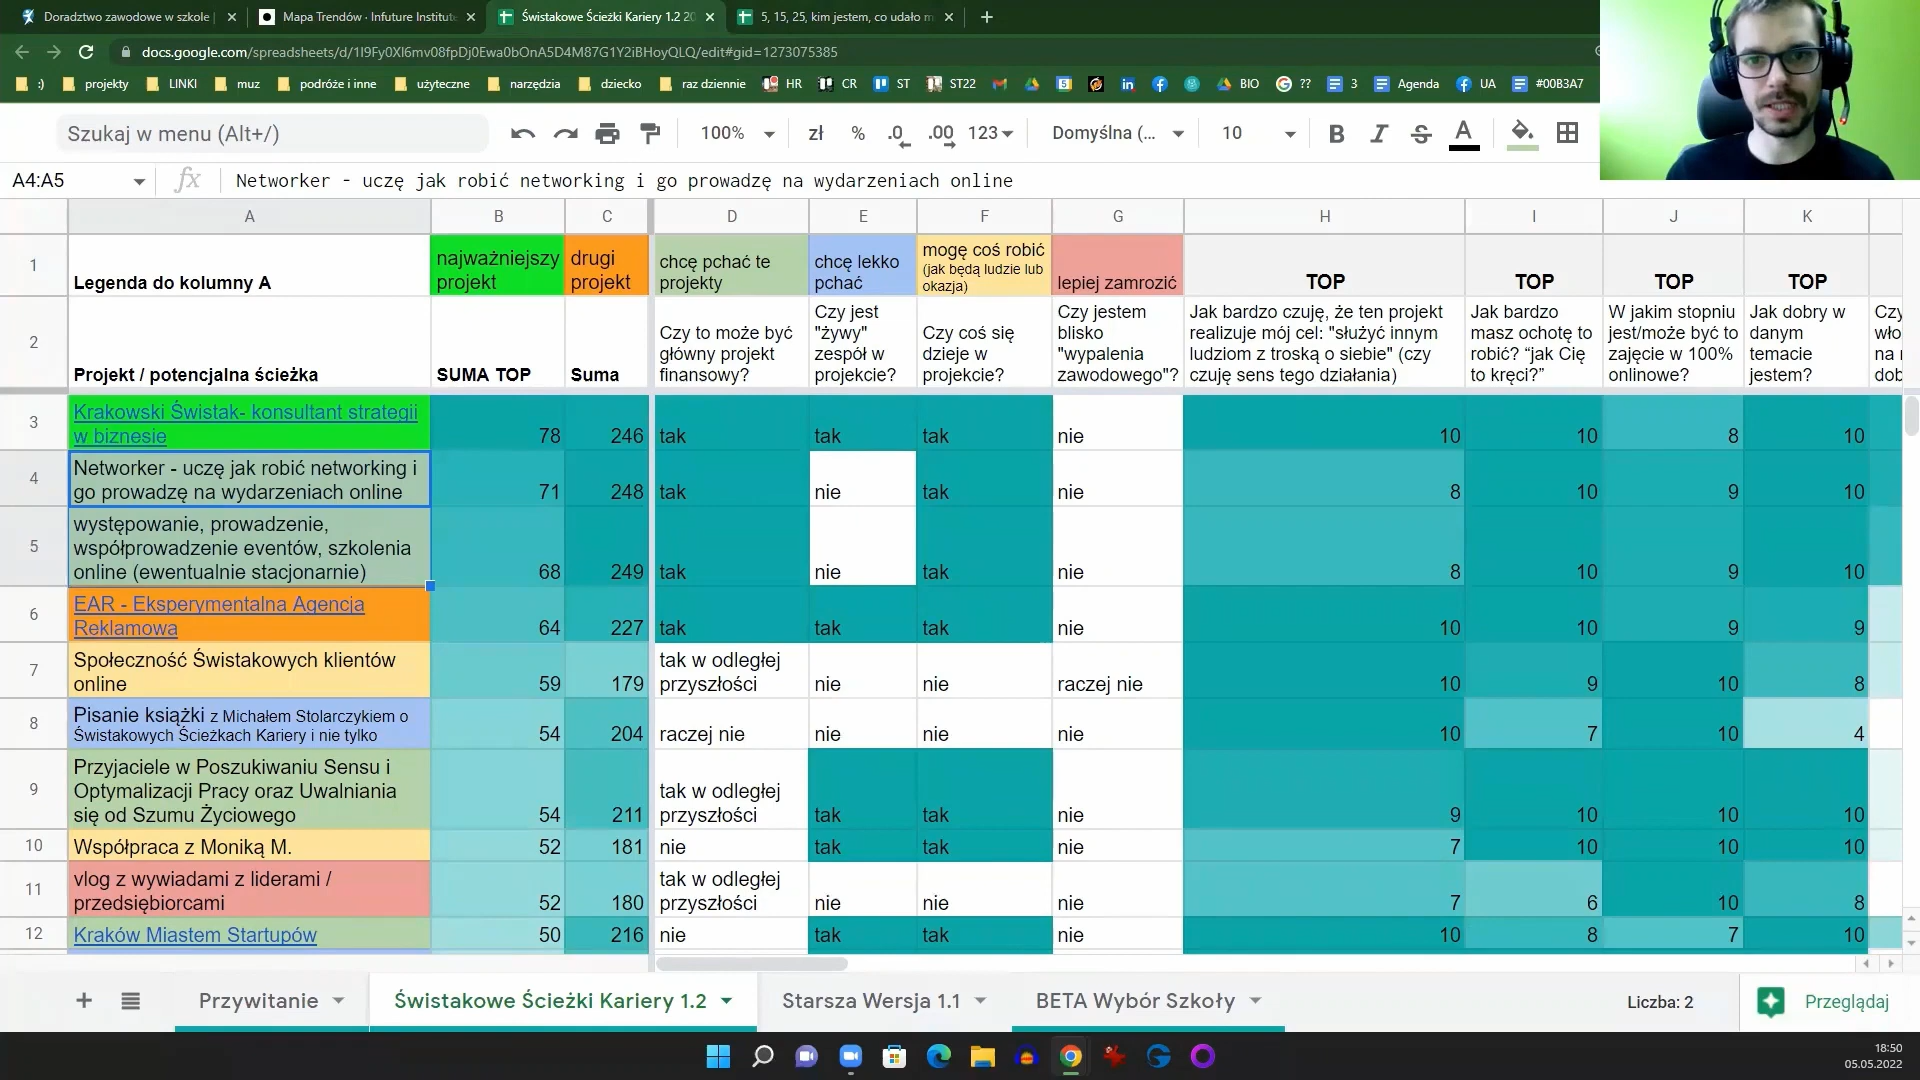 Doradztwo zawodowe w szkole
Mapa Trendów · Infuture Institute
Świstakowe Ścieżki Kariery 1.2 20
5, 15, 25, kim jestem, co udało m
docs.google.com/spreadsheets/d/1I9Fy0Xl6mv08fpDj0Ewa0bOnA5D4M87G1Y2iBHoyQLQ/edit#gid=1273075385
:) projekty LINKI muz podróże i inne użyteczne narzędzia dziecko raz dziennie HR CR ST ST22 BIO ?? 3 Agenda UA #00B3A7
Szukaj w menu (Alt+/) 100% zł % .0 .00 123 Domyślna (... 10 B I S A
A4:A5 fx Networker - uczę jak robić networking i go prowadzę na wydarzeniach online
A B C D E F G H I J K
1
Legenda do kolumny A
najważniejszy
projekt
drugi
projekt
chcę pchać te
projekty
chcę lekko
pchać
mogę coś robić
(jak będą ludzie lub
okazja)
lepiej zamrozić
TOP
TOP
TOP
TOP
2
Projekt / potencjalna ścieżka
SUMA TOP
Suma
Czy to może być
główny projekt
finansowy?
Czy jest
"żywy"
zespół w
projekcie?
Czy coś się
dzieje w
projekcie?
Czy jestem
blisko
"wypalenia
zawodowego"?
Jak bardzo czuję, że ten projekt
realizuje mój cel: "służyć innym
ludziom z troską o siebie" (czy
czuję sens tego działania)
Jak bardzo
masz ochotę to
robić? “jak Cię
to kręci?”
W jakim stopniu
jest/może być to
zajęcie w 100%
onlinowe?
Jak dobry w
danym
temacie
jestem?
Czy
wło
na
dob
3
Krakowski Świstak- konsultant strategii
w biznesie
78 246 tak tak tak nie 10 10 8 10
4
Networker - uczę jak robić networking i
go prowadzę na wydarzeniach online
71 248 tak nie tak nie 8 10 9 10
5
występowanie, prowadzenie,
współprowadzenie eventów, szkolenia
online (ewentualnie stacjonarnie)
68 249 tak nie tak nie 8 10 9 10
6
EAR - Eksperymentalna Agencja
Reklamowa
64 227 tak tak tak nie 10 10 9 9
7
Społeczność Świstakowych klientów
online
59 179
tak w odległej
przyszłości
nie nie raczej nie 10 9 10 8
8
Pisanie książki z Michałem Stolarczykiem o
Świstakowych Ścieżkach Kariery i nie tylko
54 204 raczej nie nie nie nie 10 7 10 4
9
Przyjaciele w Poszukiwaniu Sensu i
Optymalizacji Pracy oraz Uwalniania
się od Szumu Życiowego
54 211
tak w odległej
przyszłości
tak tak nie 9 10 10 10
10 Współpraca z Moniką M. 52 181 nie tak tak nie 7 10 10 10
11
vlog z wywiadami z liderami /
przedsiębiorcami
52 180
tak w odległej
przyszłości
nie nie nie 7 6 10 8
12 Kraków Miastem Startupów 50 216 nie tak tak nie 10 8 7 10
+ Przywitanie Świstakowe Ścieżki Kariery 1.2 Starsza Wersja 1.1 BETA Wybór Szkoły Liczba: 2 Przeglądaj
18:50
05.05.2022